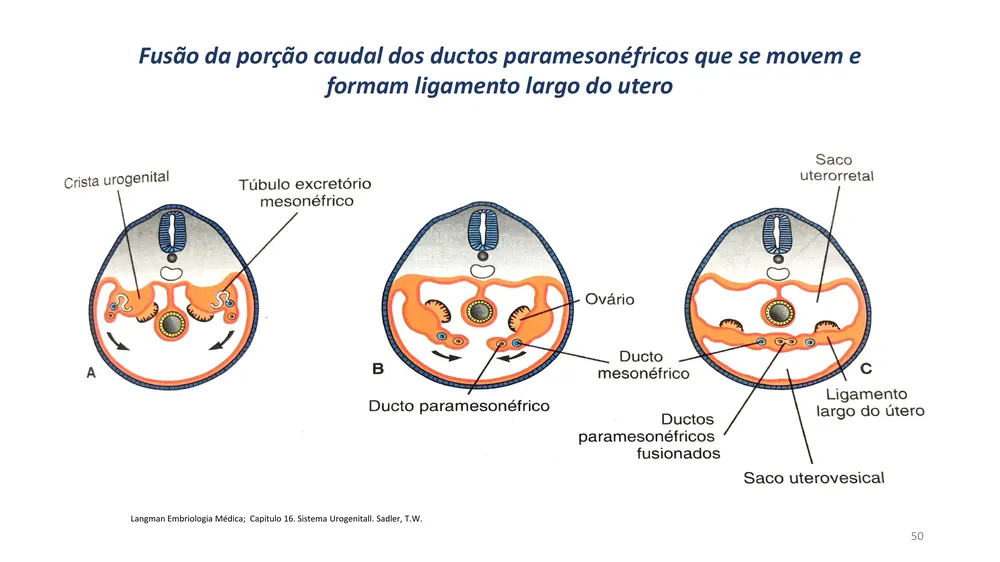 Fusão da porção caudal dos ductos paramesonéfricos que se movem e
formam ligamento largo do utero
Crista urogenital
Túbulo excretório
mesonéfrico
Saco
uterorretal
Ovário
A
B
C
Ducto
mesonéfrico
Ducto paramesonéfrico
Ligamento
largo do útero
Ductos
paramesonéfricos
fusionados
Saco uterovesical
Langman Embriologia Médica; Capítulo 16. Sistema Urogenitall. Sadler, T.W.
50